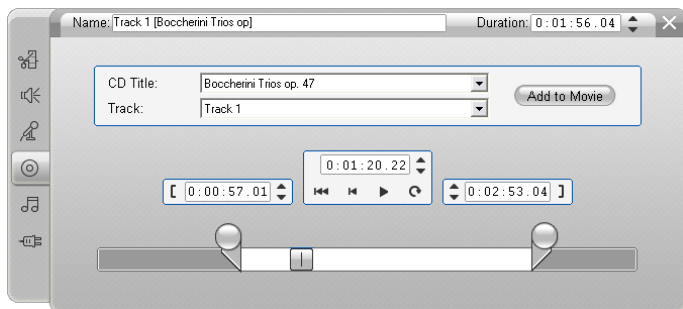 Name: Track 1 [Boccherini Trios op] Duration: 0:01:56.04
CD Title: Boccherini Trios op. 47
Add to Movie
Track: Track 1
0:01:20.22
[ 0:00:57.01 0:02:53.04 ]